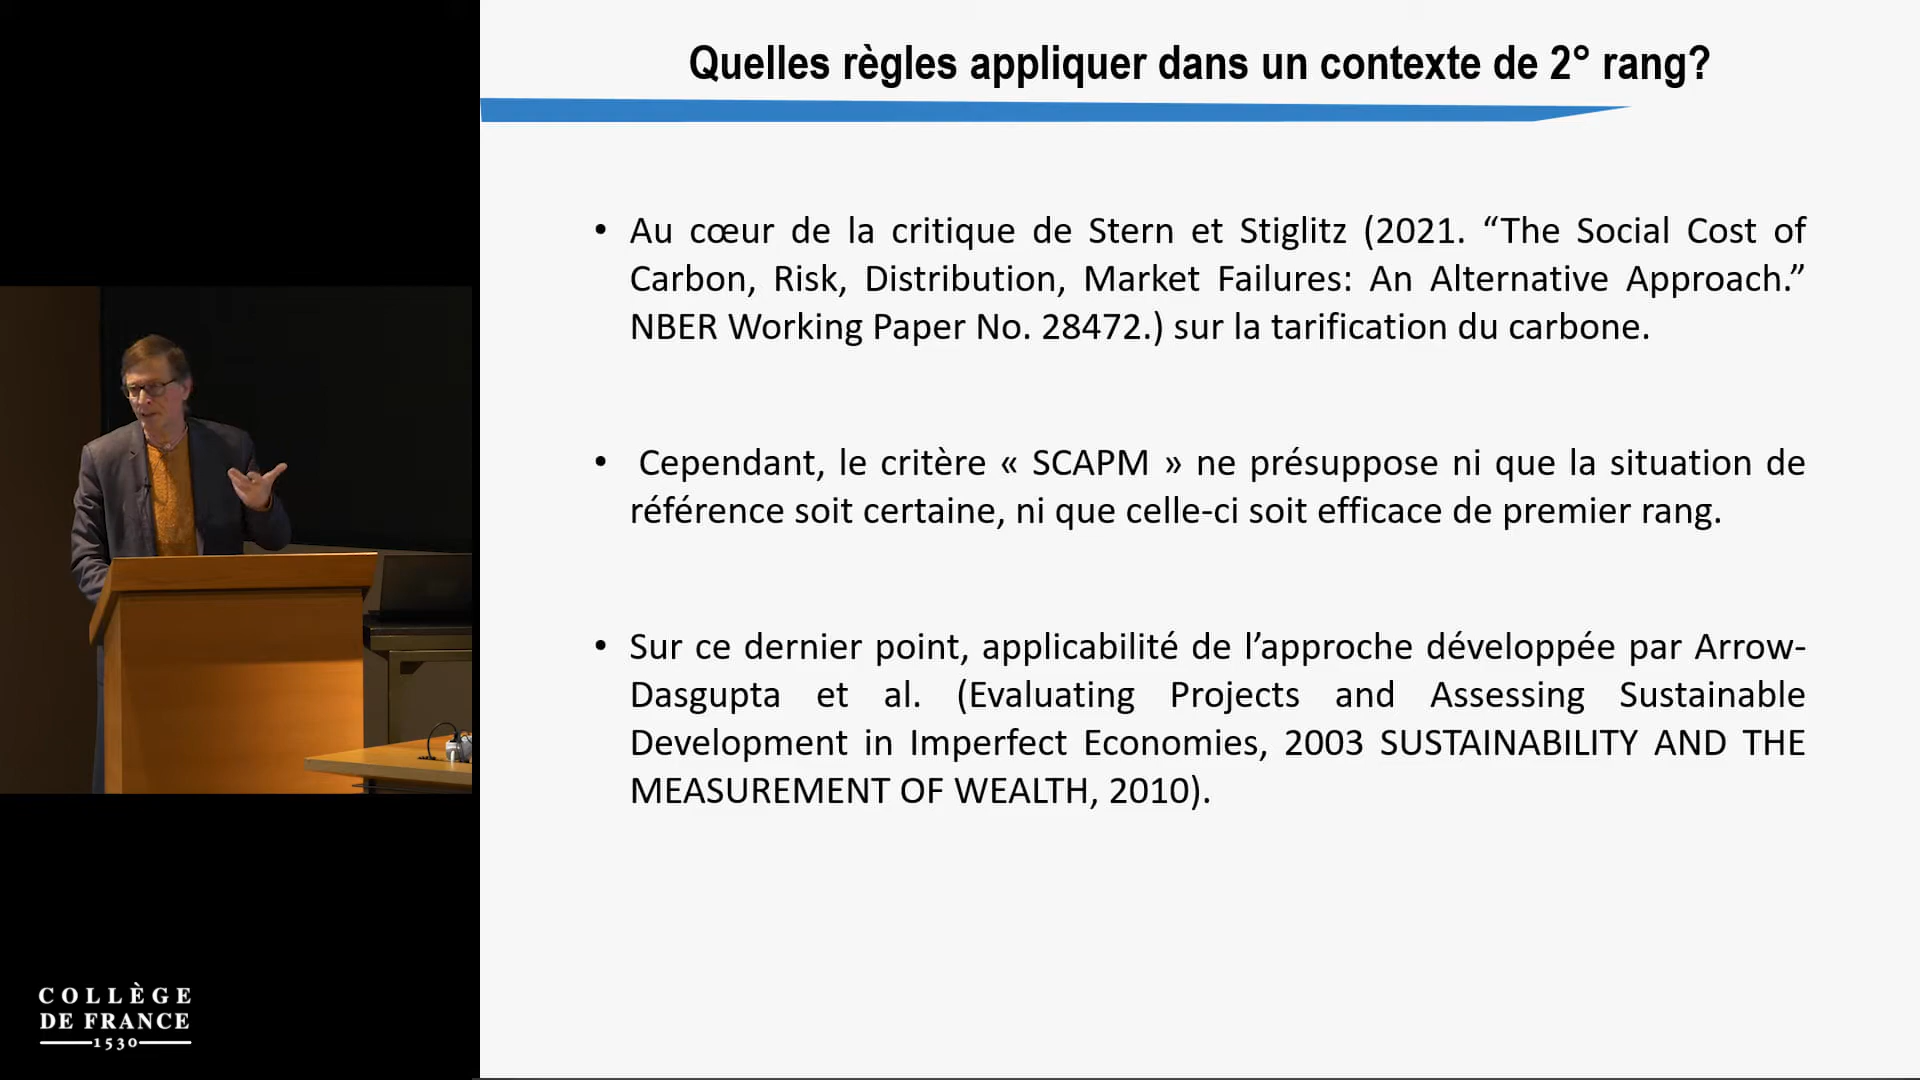 Quelles règles appliquer dans un contexte de 2° rang?
• Au cœur de la critique de Stern et Stiglitz (2021. “The Social Cost of
Carbon, Risk, Distribution, Market Failures: An Alternative Approach.”
NBER Working Paper No. 28472.) sur la tarification du carbone.
• Cependant, le critère « SCAPM » ne présuppose ni que la situation de
référence soit certaine, ni que celle-ci soit efficace de premier rang.
• Sur ce dernier point, applicabilité de l’approche développée par Arrow-
Dasgupta et al. (Evaluating Projects and Assessing Sustainable
Development in Imperfect Economies, 2003 SUSTAINABILITY AND THE
MEASUREMENT OF WEALTH, 2010).
COLLÈGE
DE FRANCE
1530